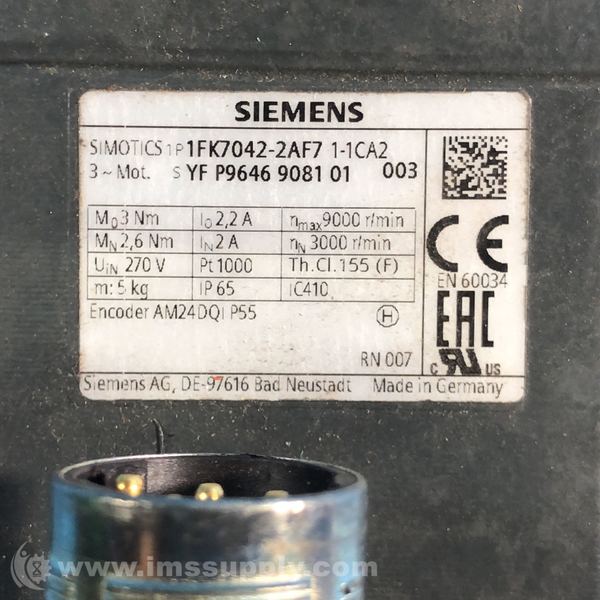 SIEMENS
SIMOTICS 1P 1FK7042-2AF7 1-1CA2
3 ~ Mot. S YF P9646 9081 01 003
M0 3 Nm I0 2,2 A nmax 9000 r/min
MN 2,6 Nm IN 2 A nN 3000 r/min
UIN 270 V Pt 1000 Th.Cl.155 (F)
m: 5 kg IP 65 IC410
CE
EN 60034
Encoder AM24DQI P55 H
EAC
RN 007
c RU US
Siemens AG, DE-97616 Bad Neustadt Made in Germany
www.imssupply.com